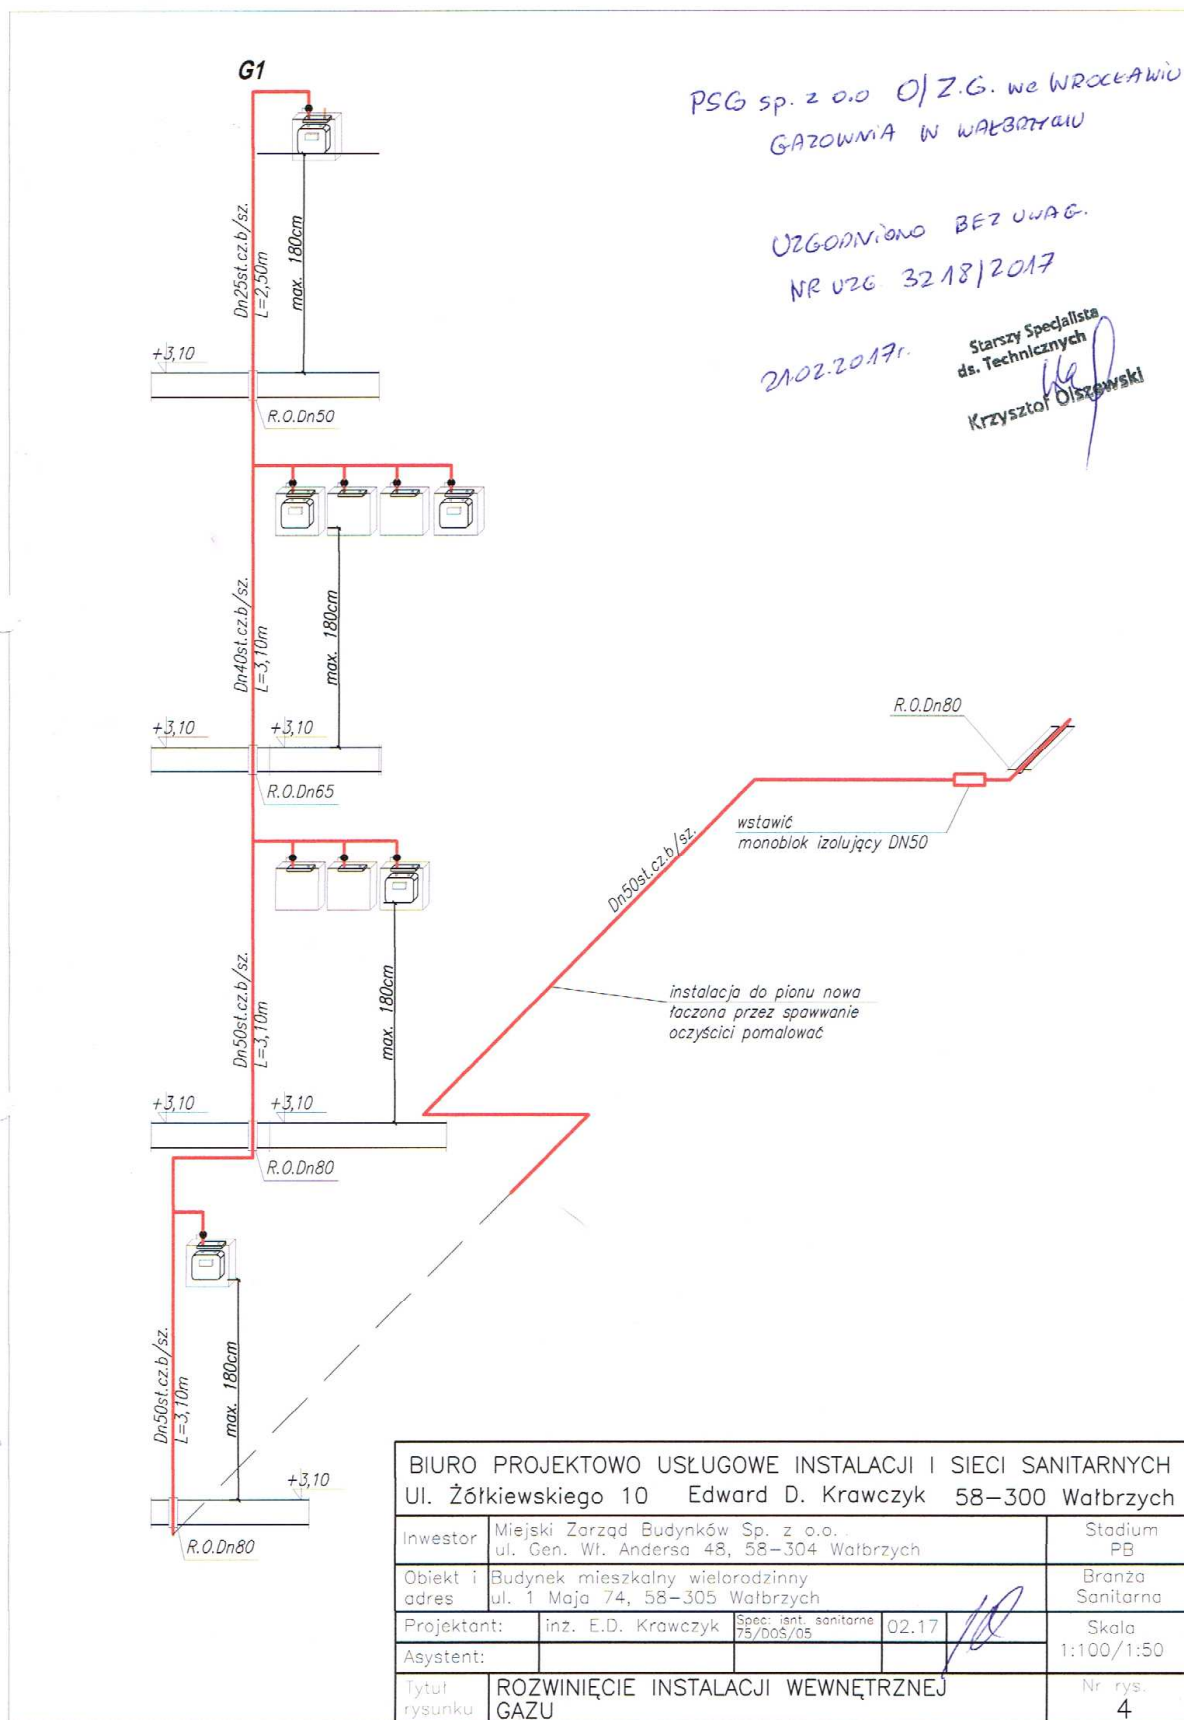 G1
PSG sp. z o.o O/Z.G. we WROCŁAWIU
GAZOWNIA W WAŁBRZYCHU
UZGODNIONO BEZ UWAG.
NR UZG. 3218/2017
21.02.2017r.
Starszy Specjalista
ds. Technicznych
Krzysztof Olszewski
Dn25st.cz.b/sz.
L=2,50m
max. 180cm
+3,10
R.O.Dn50
Dn40st.cz.b/sz.
L=3,10m
max. 180cm
+3,10
+3,10
R.O.Dn65
R.O.Dn80
wstawić
monoblok izolujący DN50
Dn50st.cz.b/sz.
Dn50st.cz.b/sz.
L=3,10m
max. 180cm
instalacja do pionu nowa
łaczona przez spawwanie
oczyścici pomalować
+3,10
+3,10
R.O.Dn80
Dn50st.cz.b/sz.
L=3,10m
max. 180cm
+3,10
R.O.Dn80
BIURO PROJEKTOWO USŁUGOWE INSTALACJI I SIECI SANITARNYCH
Ul. Żółkiewskiego 10 Edward D. Krawczyk 58-300 Wałbrzych
Inwestor Miejski Zarząd Budynków Sp. z o.o.
ul. Gen. Wł. Andersa 48, 58-304 Wałbrzych
Stadium
PB
Obiekt i adres
Budynek mieszkalny wielorodzinny
ul. 1 Maja 74, 58-305 Wałbrzych
Branża
Sanitarna
Projektant: inż. E.D. Krawczyk Spec: isnt. sanitarne
75/DOŚ/05
02.17
Skala
1:100/1:50
Asystent:
Tytuł rysunku
ROZWINIĘCIE INSTALACJI WEWNĘTRZNEJ
GAZU
Nr rys.
4